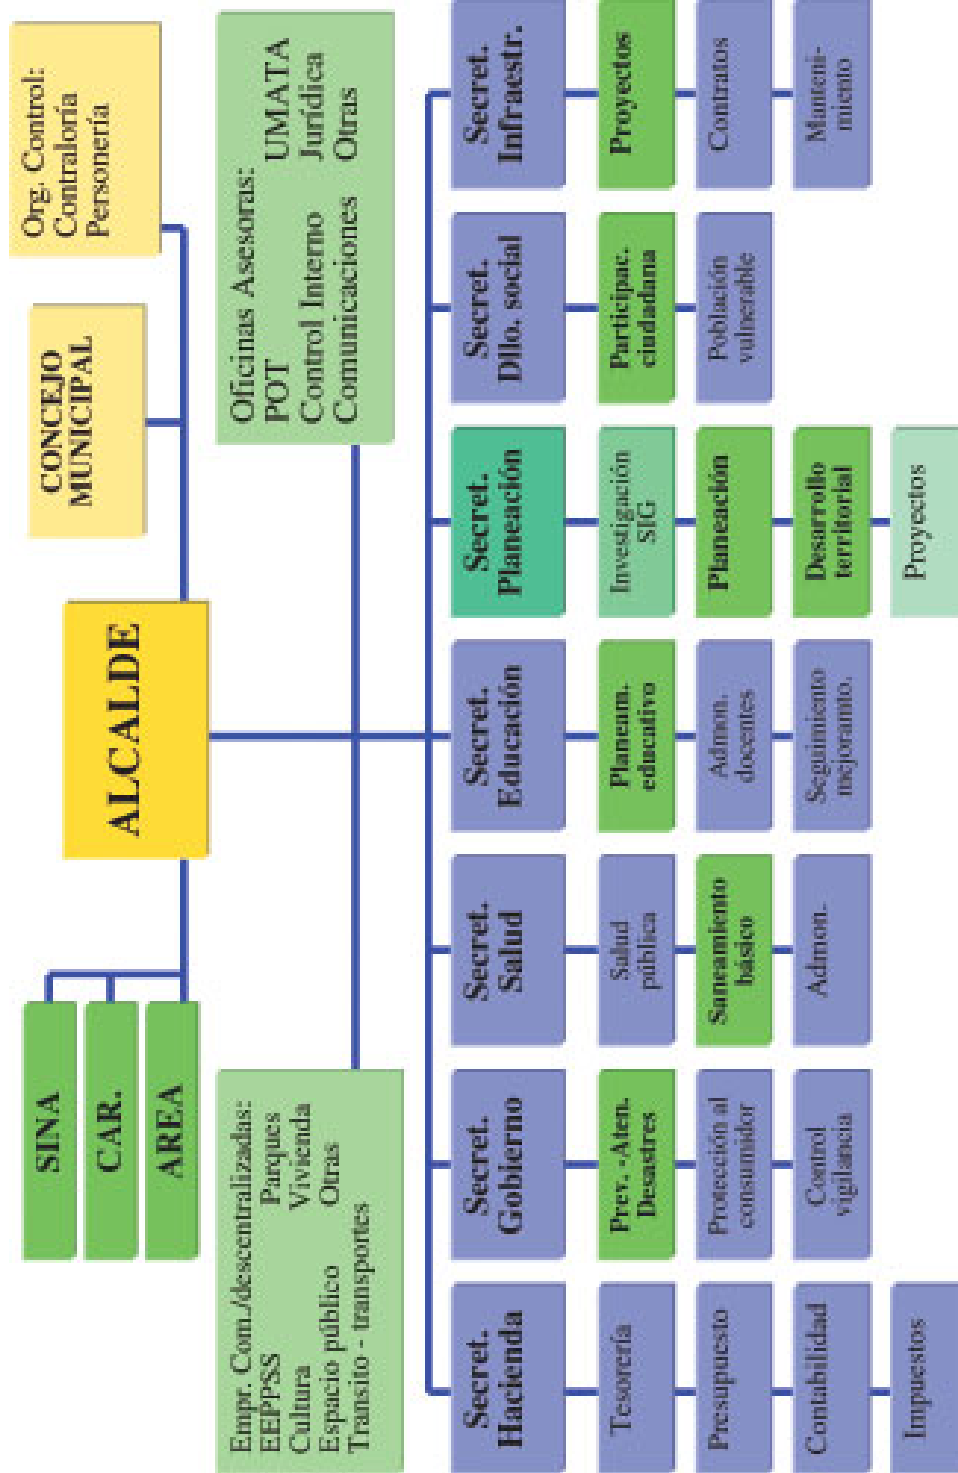 SINA
CAR.
AREA
ALCALDE
CONCEJO
MUNICIPAL
Org. Control:
Contraloría
Personería
Empr. Com./descentralizadas:
EEPPSS Parques
Cultura Vivienda
Espacio público Otras
Transito - transportes
Oficinas Asesoras:
POT UMATA
Control Interno Jurídica
Comunicaciones Otras
Secret.
Hacienda
Tesorería
Presupuesto
Contabilidad
Impuestos
Secret.
Gobierno
Prev. -Aten.
Desastres
Protección al
consumidor
Control
vigilancia
Secret.
Salud
Salud
pública
Saneamiento
básico
Admon.
Secret.
Educación
Planeam.
educativo
Admon.
docentes
Seguimiento
mejoramto.
Secret.
Planeación
Investigación
SIG
Planeación
Desarrollo
territorial
Proyectos
Secret.
Dllo. social
Participac.
ciudadana
Población
vulnerable
Secret.
Infraestr.
Proyectos
Contratos
Manteni-
miento